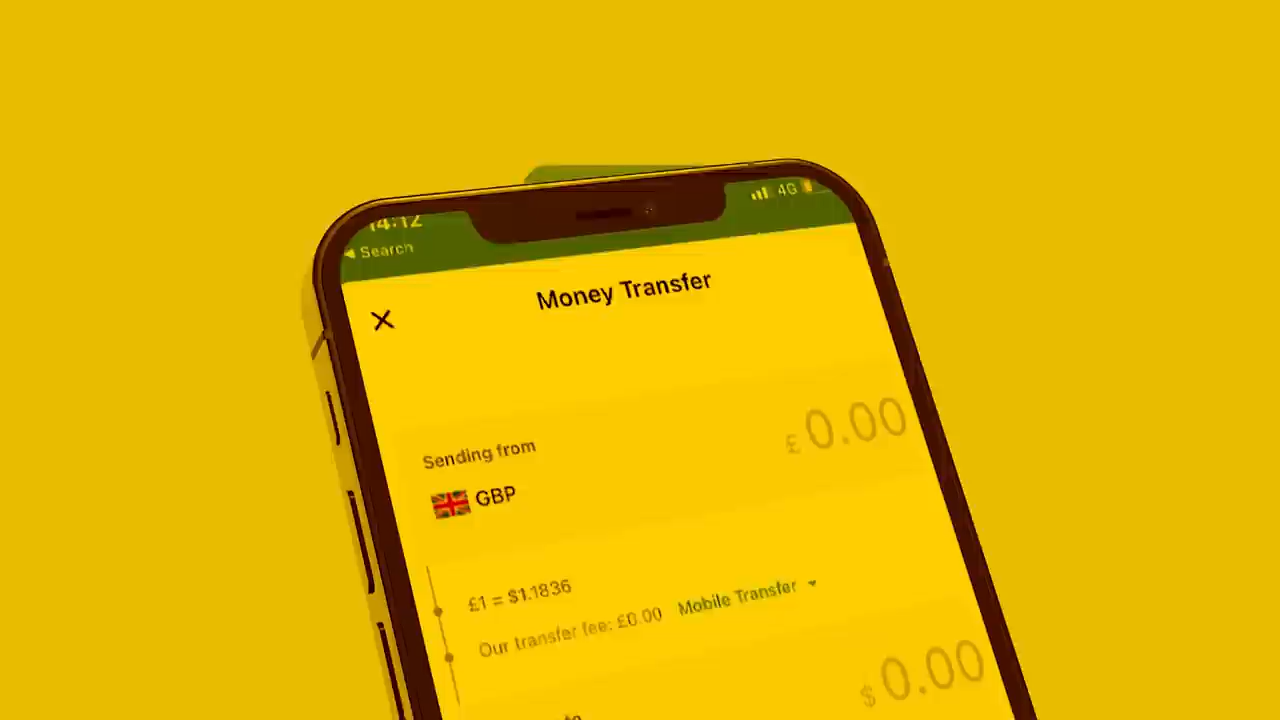 14:12
4G
◀ Search
Money Transfer
£0.00
Sending from
GBP
£1 = $1.1836
Our transfer fee: £0.00 Mobile Transfer
$0.00